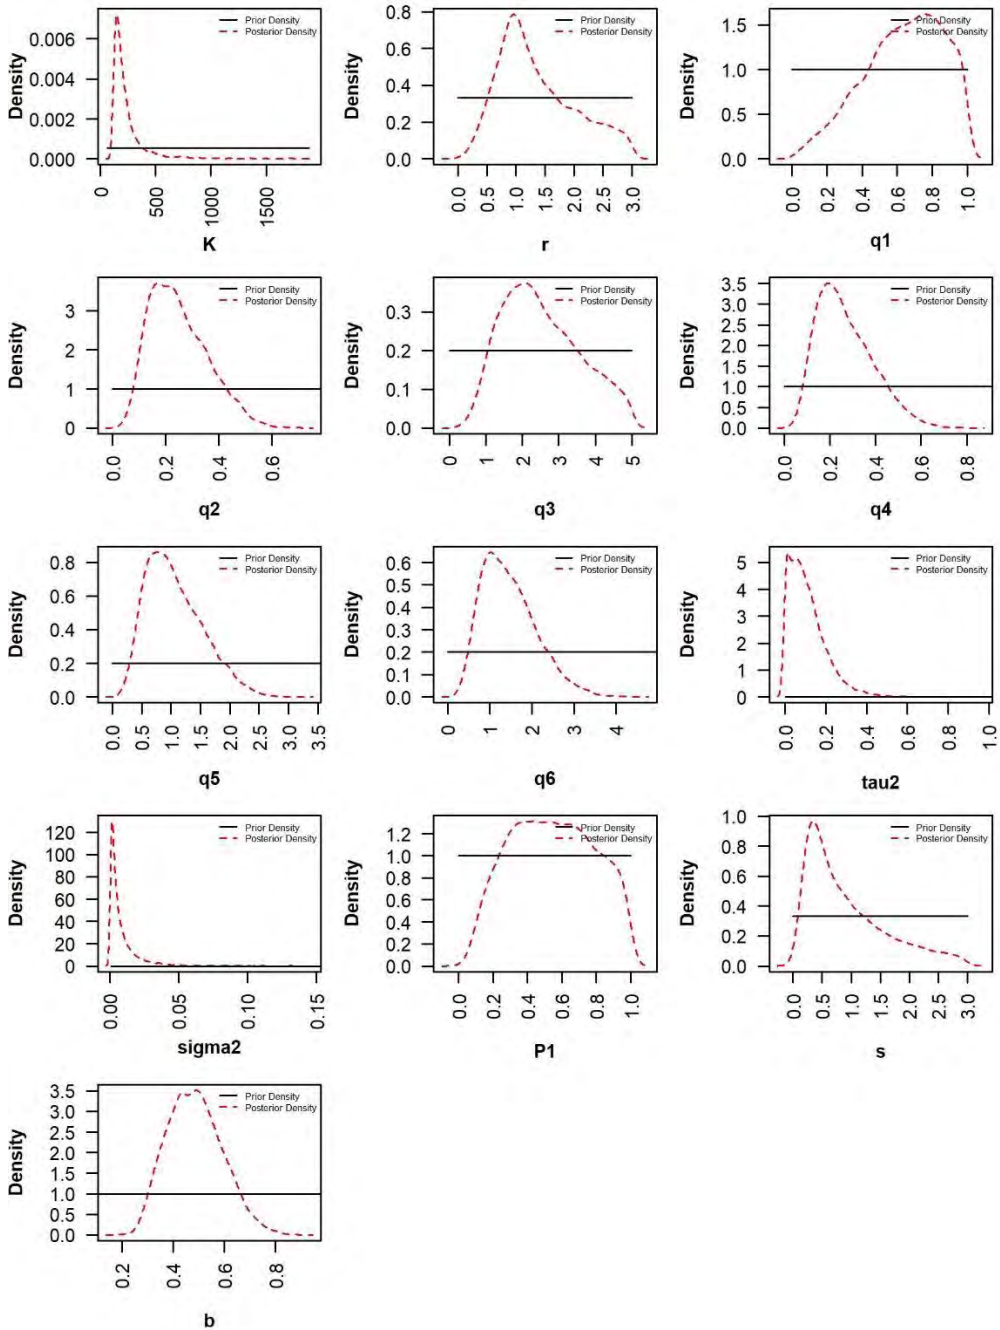 Density
0.006
0.004
0.002
0.000
Prior Density
Posterior Density
0
500
1000
1500
K
Density
0.8
0.6
0.4
0.2
0.0
Prior Density
Posterior Density
0.0
0.5
1.0
1.5
2.0
2.5
3.0
r
Density
1.5
1.0
0.5
0.0
Prior Density
Posterior Density
0.0
0.2
0.4
0.6
0.8
1.0
q1
Density
3
2
1
0
Prior Density
Posterior Density
0.0
0.2
0.4
0.6
q2
Density
0.3
0.2
0.1
0.0
Prior Density
Posterior Density
0
1
2
3
4
5
q3
Density
3.5
3.0
2.5
2.0
1.5
1.0
0.5
0.0
Prior Density
Posterior Density
0.0
0.2
0.4
0.6
0.8
q4
Density
0.8
0.6
0.4
0.2
0.0
Prior Density
Posterior Density
0.0
0.5
1.0
1.5
2.0
2.5
3.0
3.5
q5
Density
0.6
0.5
0.4
0.3
0.2
0.1
0.0
Prior Density
Posterior Density
0
1
2
3
4
q6
Density
5
4
3
2
1
0
Prior Density
Posterior Density
0.0
0.2
0.4
0.6
0.8
1.0
tau2
Density
120
100
80
60
40
20
0
Prior Density
Posterior Density
0.00
0.05
0.10
0.15
sigma2
Density
1.2
1.0
0.8
0.6
0.4
0.2
0.0
Prior Density
Posterior Density
0.0
0.2
0.4
0.6
0.8
1.0
P1
Density
1.0
0.8
0.6
0.4
0.2
0.0
Prior Density
Posterior Density
0.0
0.5
1.0
1.5
2.0
2.5
3.0
s
Density
3.5
3.0
2.5
2.0
1.5
1.0
0.5
0.0
Prior Density
Posterior Density
0.2
0.4
0.6
0.8
b